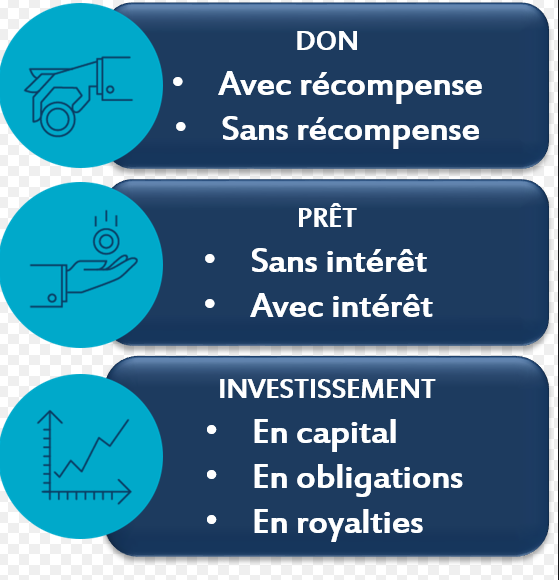 DON
• Avec récompense
• Sans récompense
PRÊT
• Sans intérêt
• Avec intérêt
INVESTISSEMENT
• En capital
• En obligations
• En royalties